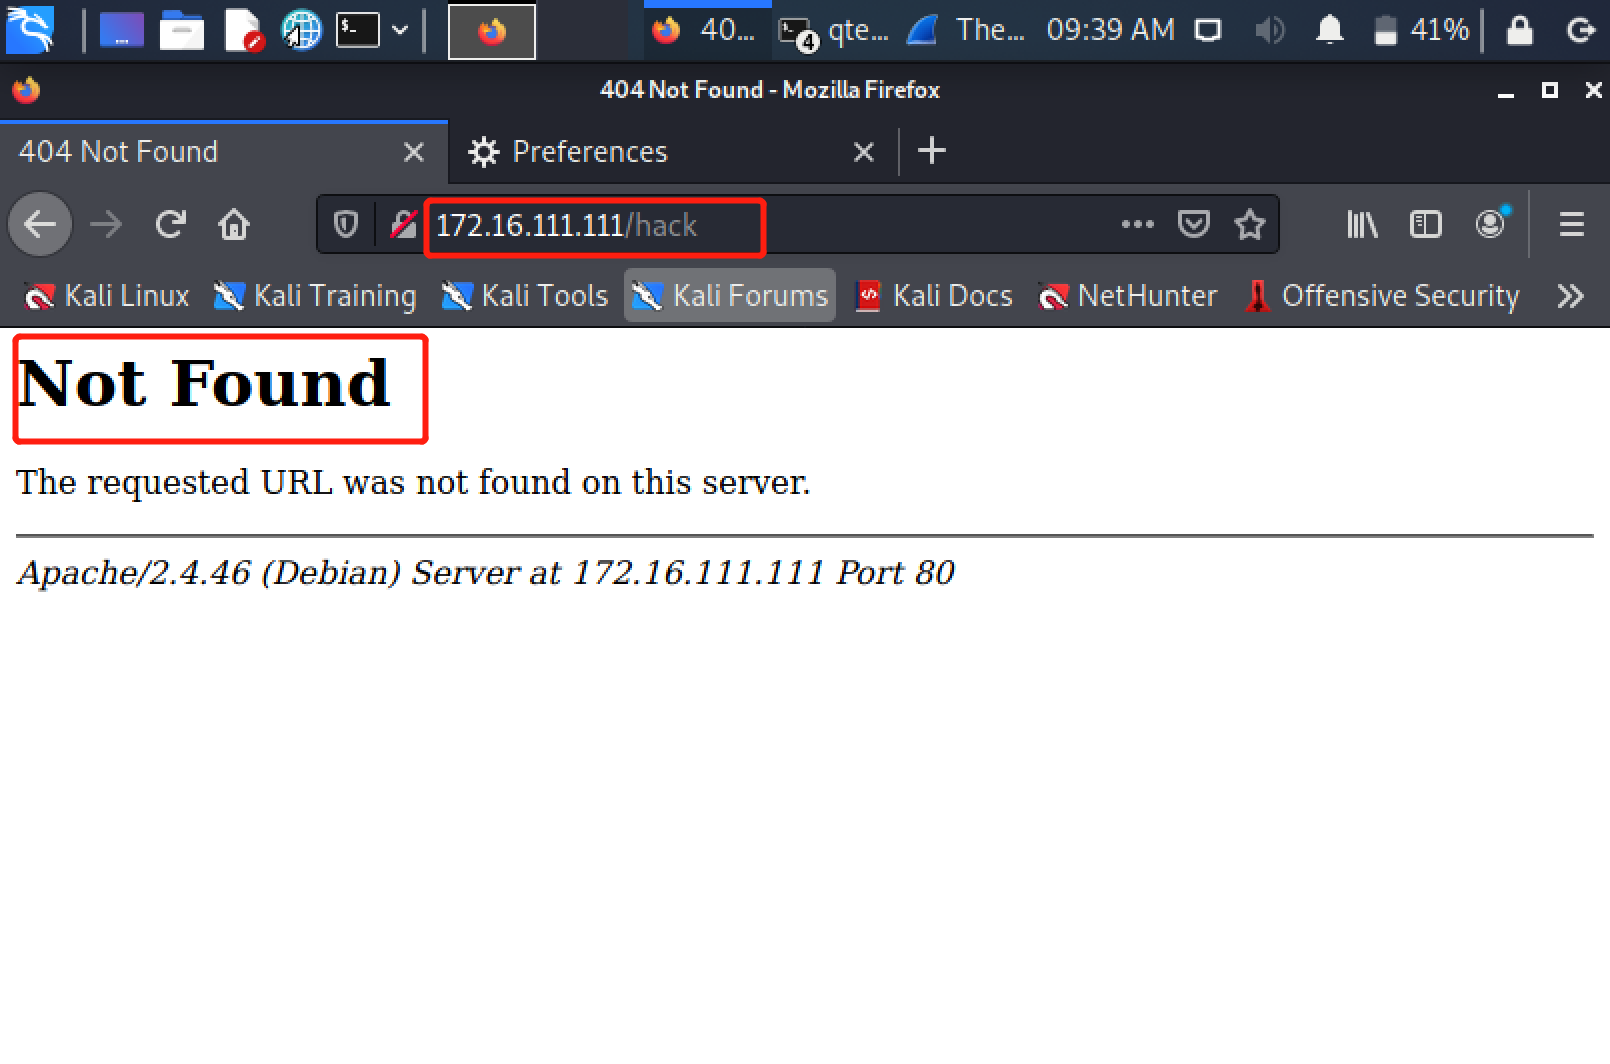 40... 4 qte... The... 09:39 AM 41%
404 Not Found - Mozilla Firefox
404 Not Found Preferences
172.16.111.111/hack
Kali Linux Kali Training Kali Tools Kali Forums Kali Docs NetHunter Offensive Security
Not Found
The requested URL was not found on this server.
Apache/2.4.46 (Debian) Server at 172.16.111.111 Port 80